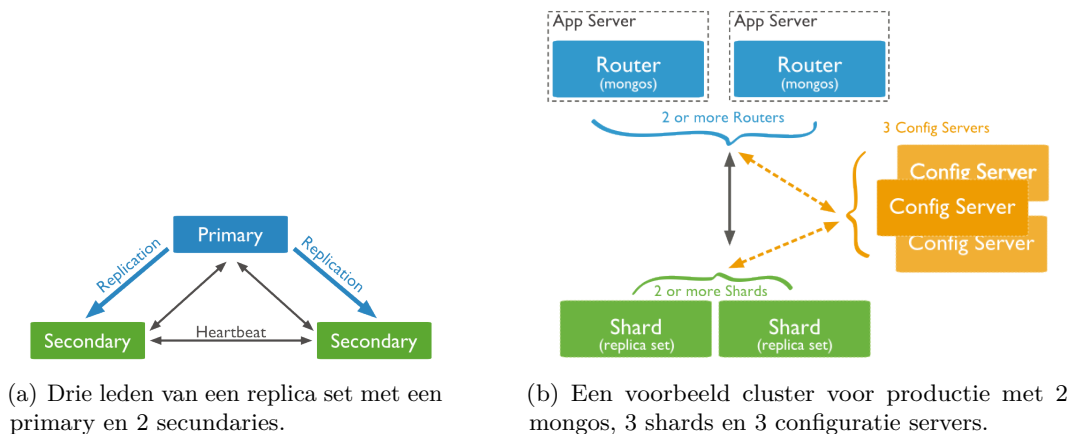 Primary
Replication
Replication
Secondary
Heartbeat
Secondary
(a) Drie leden van een replica set met een
primary en 2 secundaries.
App Server
App Server
Router
(mongos)
Router
(mongos)
2 or more Routers
3 Config Servers
Config Server
Config Server
Config Server
2 or more Shards
Shard
(replica set)
Shard
(replica set)
(b) Een voorbeeld cluster voor productie met 2
mongos, 3 shards en 3 configuratie servers.